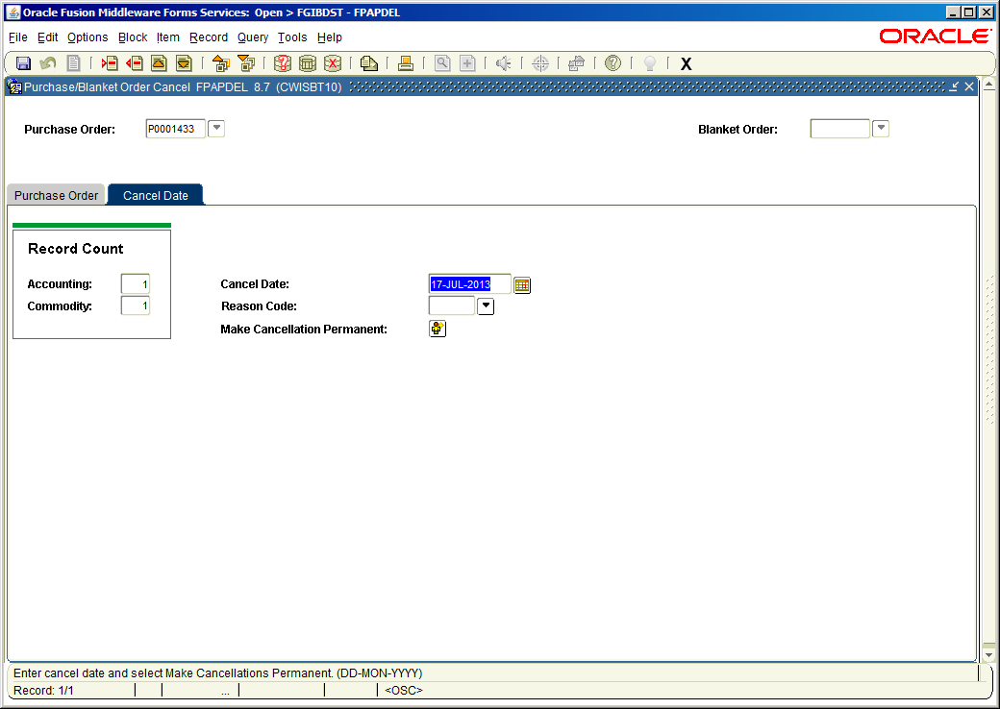 Oracle Fusion Middleware Forms Services: Open > FGIBDST - FPAPDEL
File Edit Options Block Item Record Query Tools Help
ORACLE
X
Purchase/Blanket Order Cancel FPAPDEL 8.7 (CWISBT10)
Purchase Order: P0001433 Blanket Order:
Purchase Order Cancel Date
Record Count
Accounting: 1 Cancel Date: 17-JUL-2013
Commodity: 1 Reason Code:
Make Cancellation Permanent:
Enter cancel date and select Make Cancellations Permanent. (DD-MON-YYYY)
Record: 1/1 ... <OSC>